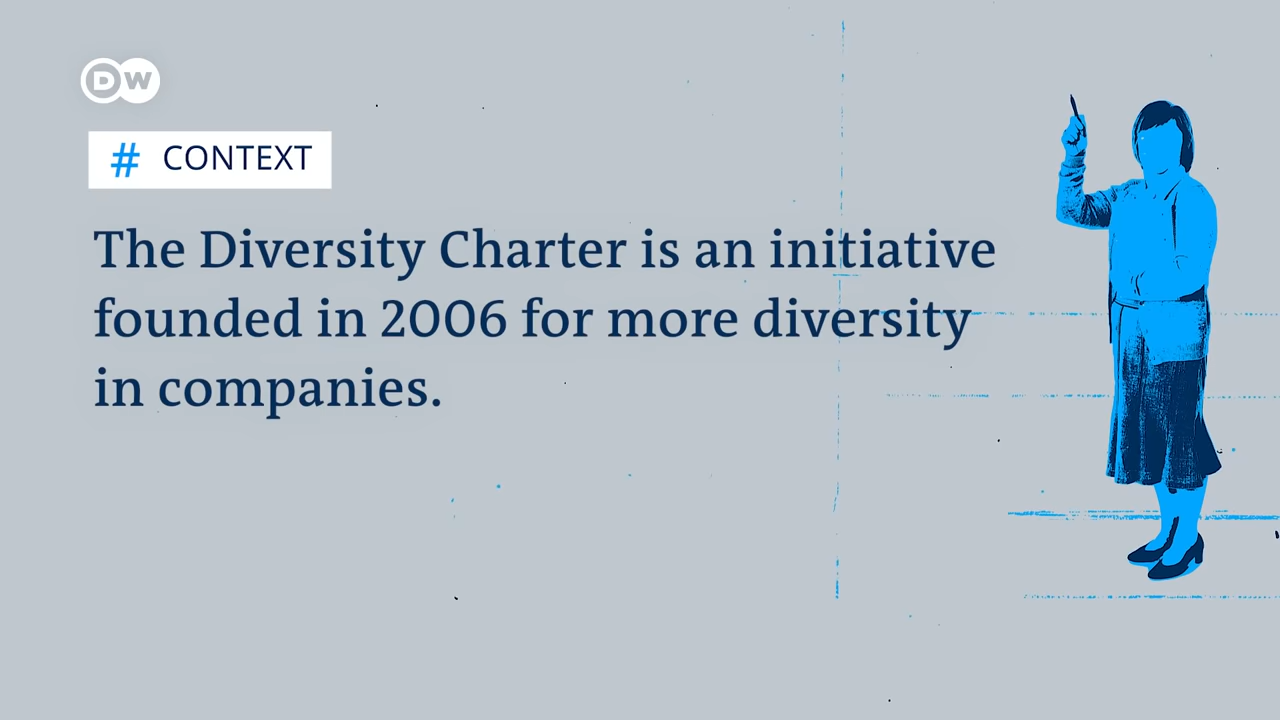 DW
# CONTEXT
The Diversity Charter is an initiative
founded in 2006 for more diversity
in companies.